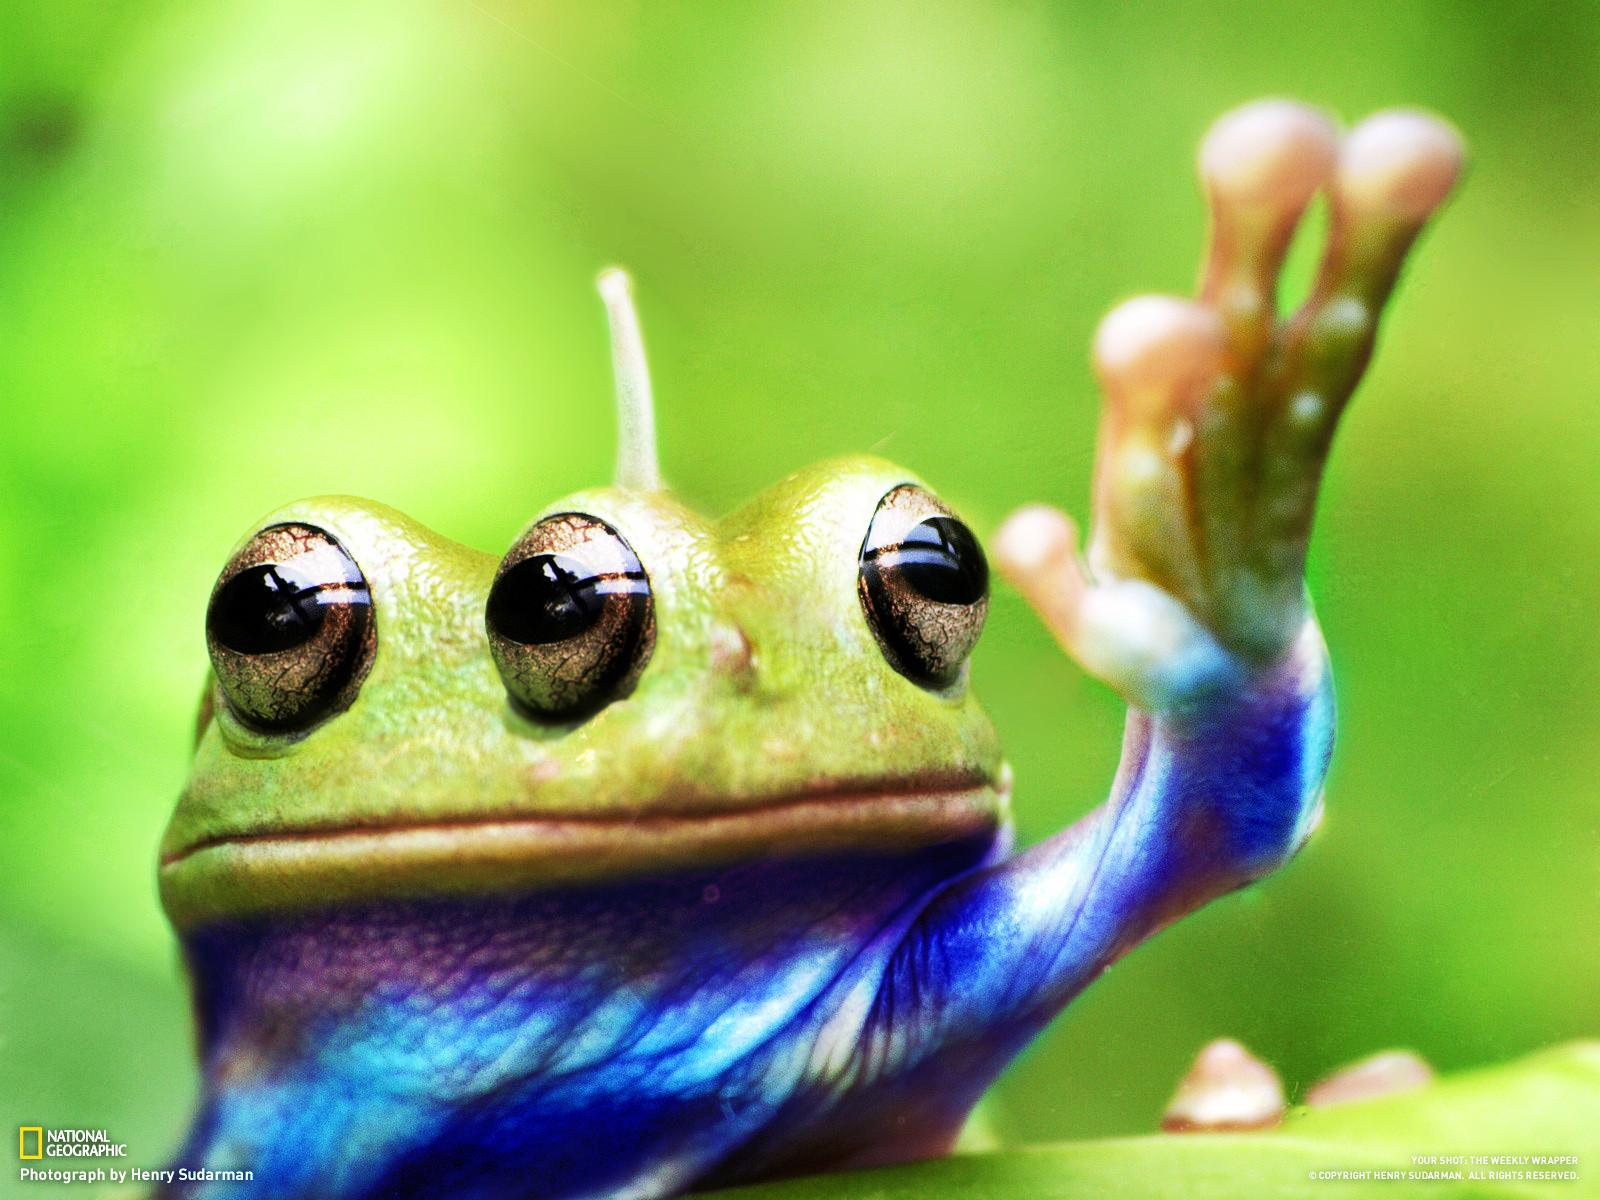 NATIONAL
GEOGRAPHIC
Photograph by Henry Sudarman
YOUR SHOT: THE WEEKLY WRAPPER
© COPYRIGHT HENRY SUDARMAN. ALL RIGHTS RESERVED.